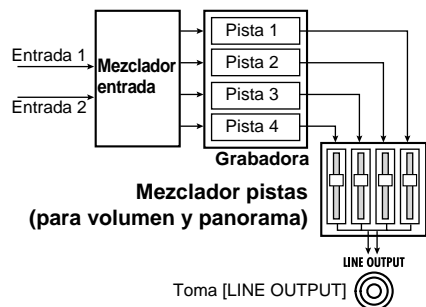 Entrada 1
Entrada 2
Mezclador
entrada
Pista 1
Pista 2
Pista 3
Pista 4
Grabadora
Mezclador pistas
(para volumen y panorama)
LINE OUTPUT
Toma [LINE OUTPUT]